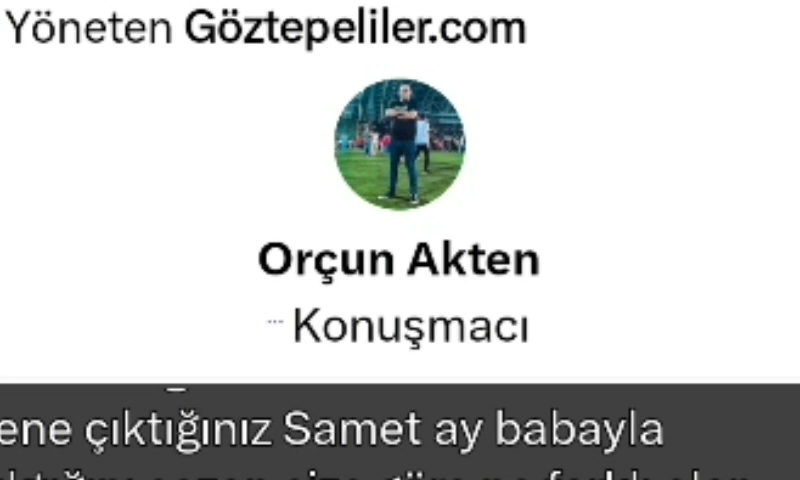 Yöneten Göztepeliler.com
Orçun Akten
Konuşmacı
ene çıktığınız Samet ay babayla